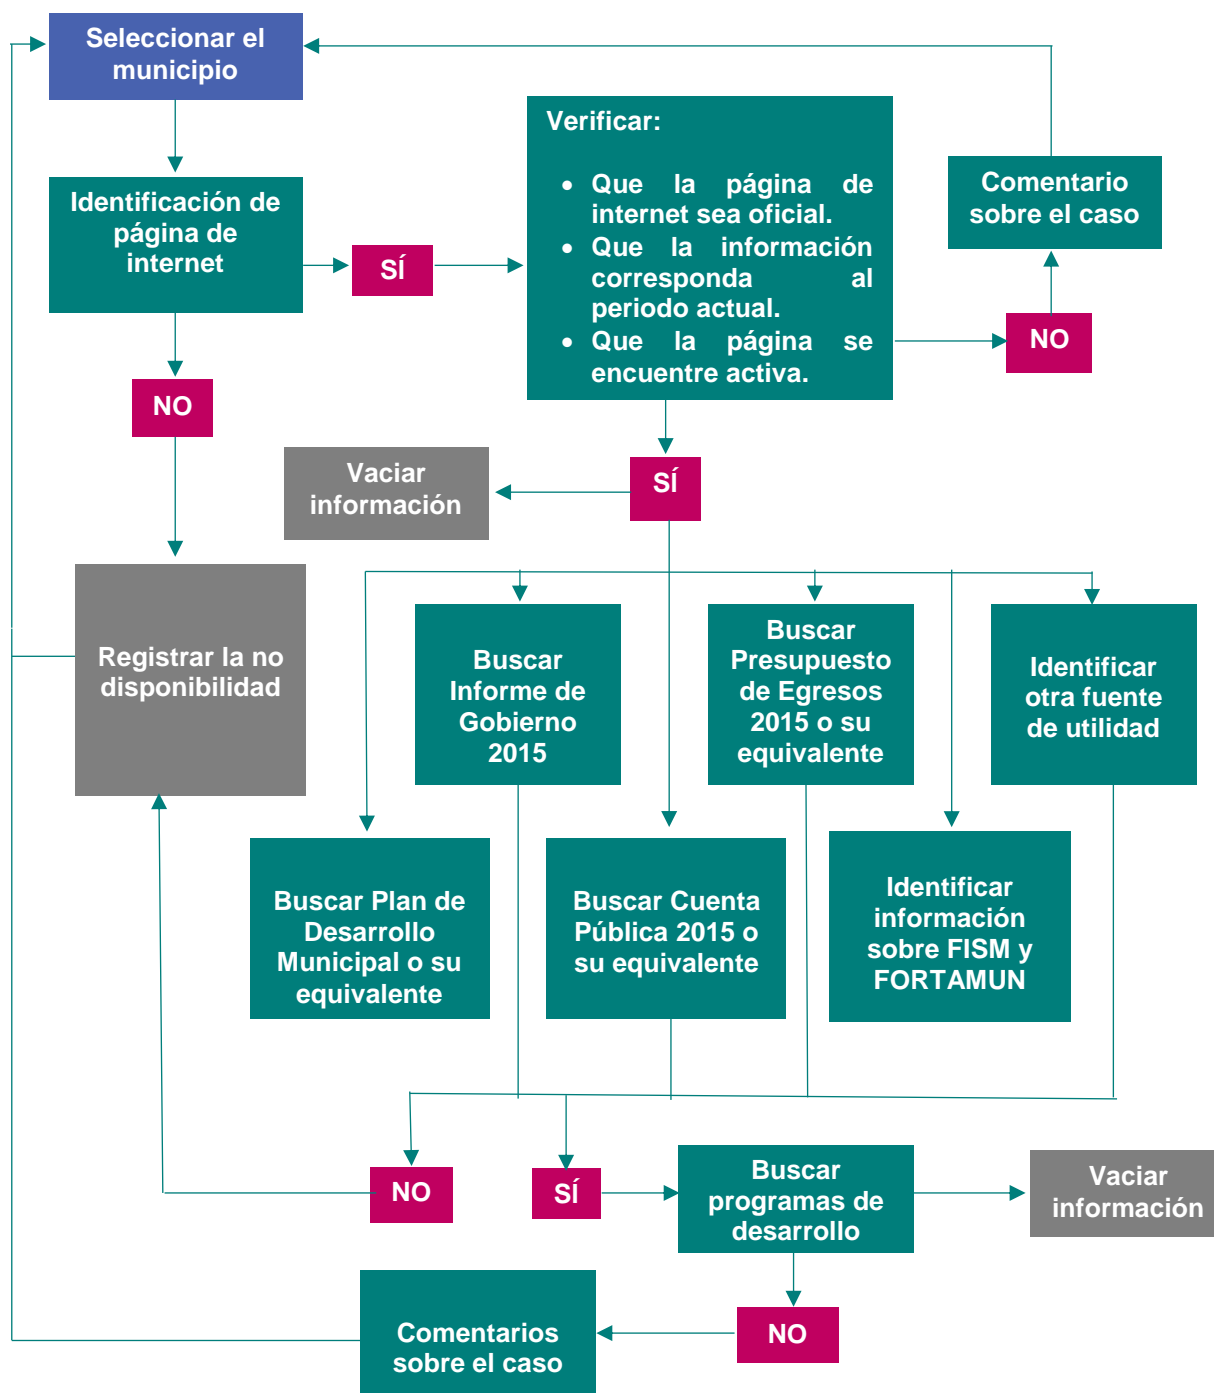 Seleccionar el
municipio
Verificar:
• Que la página de
internet sea oficial.
• Que la información
corresponda al
periodo actual.
• Que la página se
encuentre activa.
Comentario
sobre el caso
Identificación de
página de
internet
SÍ
NO
NO
Vaciar
información
SÍ
Registrar la no
disponibilidad
Buscar
Informe de
Gobierno
2015
Buscar
Presupuesto
de Egresos
2015 o su
equivalente
Identificar
otra fuente
de utilidad
Buscar Plan de
Desarrollo
Municipal o su
equivalente
Buscar Cuenta
Pública 2015 o
su equivalente
Identificar
información
sobre FISM y
FORTAMUN
NO
SÍ
Buscar
programas de
desarrollo
Vaciar
información
Comentarios
sobre el caso
NO